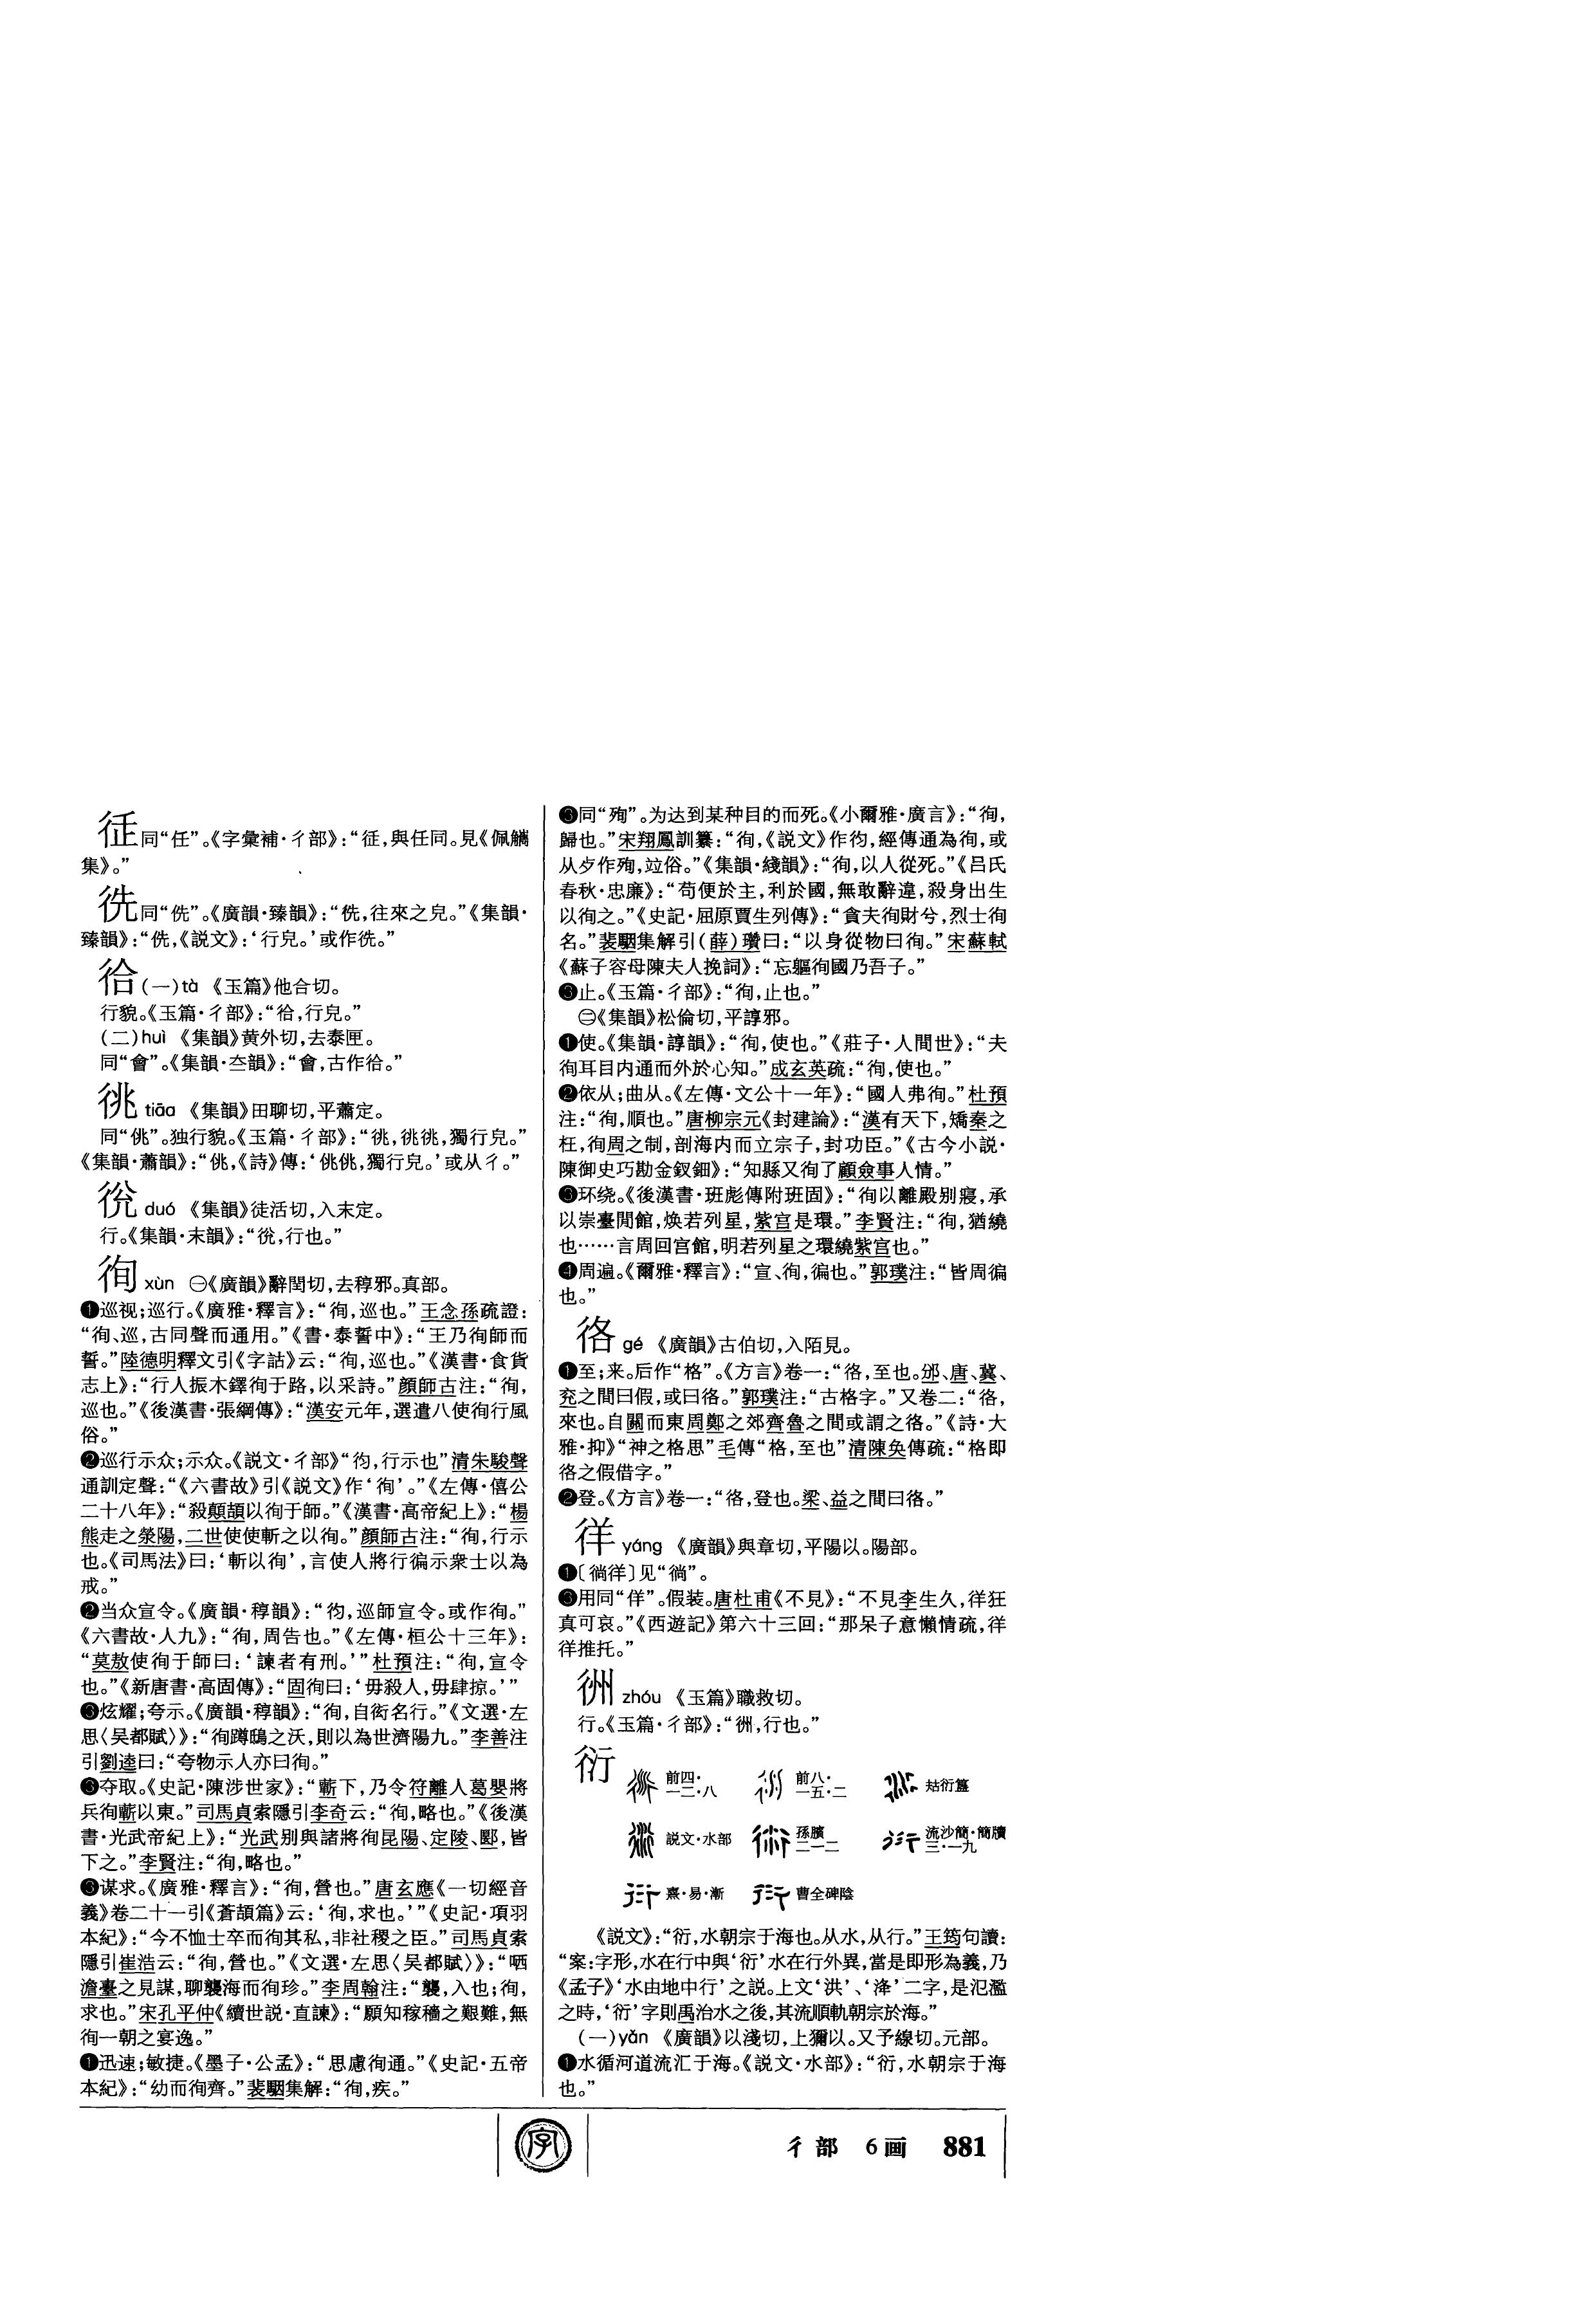 㣔同“任”。《字彙補·彳部》:“㣔,與任同。見《佩觿
集》。”
㣜同“侁”。《廣韻·臻韻》:“㣜,往來之皃。”《集韻·
臻韻》:“侁,《説文》:‘行皃。’或作㣜。”
㣛(一)tà 《玉篇》他合切。
行貌。《玉篇·彳部》:“㣛,行皃。”
(二)huì 《集韻》黄外切,去泰匣。
同“會”。《集韻·夳韻》:“會,古作㣛。”
tiāo 《集韻》田聊切,平蕭定。
同“佻”。独行貌。《玉篇·彳部》:“獨行皃。”
《集韻·蕭韻》:“佻,《詩》傳:‘佻佻,獨行皃。’或从彳。”
duó 《集韻》徒活切,入末定。
行。《集韻·末韻》:“行也。”
徇 xùn ㊀《廣韻》辭閏切,去稕邪。真部。
❶巡视;巡行。《廣雅·釋言》:“徇,巡也。”王念孫疏證:
“徇、巡,古同聲而通用。”《書·泰誓中》:“王乃徇師而
誓。”陸德明釋文引《字詁》云:“徇,巡也。”《漢書·食貨
志上》:“行人振木鐸徇于路,以采詩。”顔師古注:“徇,
巡也。”《後漢書·張綱傳》:“漢安元年,選遣八使徇行風
俗。”
❷巡行示众;示众。《説文·彳部》“袀,行示也”清朱駿聲
通訓定聲:“《六書故》引《説文》作‘徇’。”《左傳·僖公
二十八年》:“殺顛頡以徇于師。”《漢書·高帝紀上》:“楊
熊走之滎陽,二世使使斬之以徇。”顔師古注:“徇,行示
也。《司馬法》曰:‘斬以徇’,言使人將行徧示衆士以為
戒。”
❷当众宣令。《廣韻·稕韻》:“㣘,巡師宣令。或作徇。”
《六書故·人九》:“徇,周告也。”《左傳·桓公十三年》:
“莫敖使徇于師曰:‘諫者有刑。’”杜預注:“徇,宣令
也。”《新唐書·高固傳》:“固徇曰:‘毋殺人,毋肆掠。’”
❸炫耀;夸示。《廣韻·稕韻》:“徇,自衒名行。”《文選·左
思〈吴都賦〉》:“徇蹲鴟之沃,則以為世濟陽九。”李善注
引劉逵曰:“夸物示人亦曰徇。”
❸夺取。《史記·陳涉世家》:“蘄下,乃令符離人葛嬰將
兵徇蘄以東。”司馬貞索隱引李奇云:“徇,略也。”《後漢
書·光武帝紀上》:“光武别與諸將徇昆陽、定陵、郾,皆
下之。”李賢注:“徇,略也。”
❸谋求。《廣雅·釋言》:“徇,營也。”唐玄應《一切經音
義》卷二十一引《蒼頡篇》云:‘徇,求也。’”《史記·項羽
本紀》:“今不恤士卒而徇其私,非社稷之臣。”司馬貞索
隱引崔浩云:“徇,營也。”《文選·左思〈吴都賦〉》:“哂
澹臺之見謀,聊襲海而徇珍。”李周翰注:“襲,入也;徇,
求也。”宋孔平仲《續世説·直諫》:“願知稼穡之艱難,無
徇一朝之宴逸。”
❶迅速;敏捷。《墨子·公孟》:“思慮徇通。”《史記·五帝
本紀》:“幼而徇齊。”裴駰集解:“徇,疾。”
❸同“殉”。为达到某种目的而死。《小爾雅·廣言》:“徇,
歸也。”宋翔鳳訓纂:“徇,《説文》作㣘,經傳通為徇,或
从歹作殉,竝俗。”《集韻·綫韻》:“徇,以人從死。”《吕氏
春秋·忠廉》:“苟便於主,利於國,無敢辭違,殺身出生
以徇之。”《史記·屈原賈生列傳》:“貪夫徇財兮,烈士徇
名。”裴駰集解引(薛)瓚曰:“以身從物曰徇。”宋蘇軾
《蘇子容母陳夫人挽詞》:“忘軀徇國乃吾子。”
❸止。《玉篇·彳部》:“徇,止也。”
㊁《集韻》松倫切,平諄邪。
❶使。《集韻·諄韻》:“徇,使也。”《莊子·人間世》:“夫
徇耳目内通而外於心知。”成玄英疏:“徇,使也。”
❷依从;曲从。《左傳·文公十一年》:“國人弗徇。”杜預
注:“徇,順也。”唐柳宗元《封建論》:“漢有天下,矯秦之
枉,徇周之制,剖海内而立宗子,封功臣。”《古今小説·
陳御史巧勘金釵鈿》:“知縣又徇了顧僉事人情。”
❸环绕。《後漢書·班彪傳附班固》:“徇以離殿别寢,承
以崇臺閒館,焕若列星,紫宫是環。”李賢注:“徇,猶繞
也……言周回宫館,明若列星之環繞紫宫也。”
❹周遍。《爾雅·釋言》:“宣、徇,徧也。”郭璞注:“皆周徧
也。”
㣟 gé 《廣韻》古伯切,入陌見。
❶至;来。后作“格”。《方言》卷一:“㣟,至也。邠、唐、冀、
兗之間曰假,或曰㣟。”郭璞注:“古格字。”又卷二:“㣟,
來也。自關而東周鄭之郊齊魯之間或謂之㣟。”《詩·大
雅·抑》“神之格思”毛傳“格,至也”清陳奂傳疏:“格即
㣟之假借字。”
❷登。《方言》卷一:“㣟,登也。梁、益之間曰㣟。”
徉 yáng 《廣韻》與章切,平陽以。陽部。
❶〔徜徉〕见“徜”。
❸用同“佯”。假装。唐杜甫《不見》:“不見李生久,徉狂
真可哀。”《西遊記》第六十三回:“那呆子意懶情疏,徉
徉推托。”
zhóu 《玉篇》職救切。
行。《玉篇·彳部》:“行也。”
衍 前四·一二·八 前八·一五·二 姑衍簋
説文·水部 孫臏二一二 流沙簡·簡牘三·一九
熹·易·漸 曹全碑陰
《説文》:“衍,水朝宗于海也。从水,从行。”王筠句讀:
“案:字形,水在行中與‘衍’水在行外異,當是即形為義,乃
《孟子》‘水由地中行’之説。上文‘洪’、‘洚’二字,是氾濫
之時,‘衍’字則禹治水之後,其流順軌朝宗於海。”
(一)yǎn 《廣韻》以淺切,上獮以。又予線切。元部。
❶水循河道流汇于海。《説文·水部》:“衍,水朝宗于海
也。”
字
彳部 6画 881